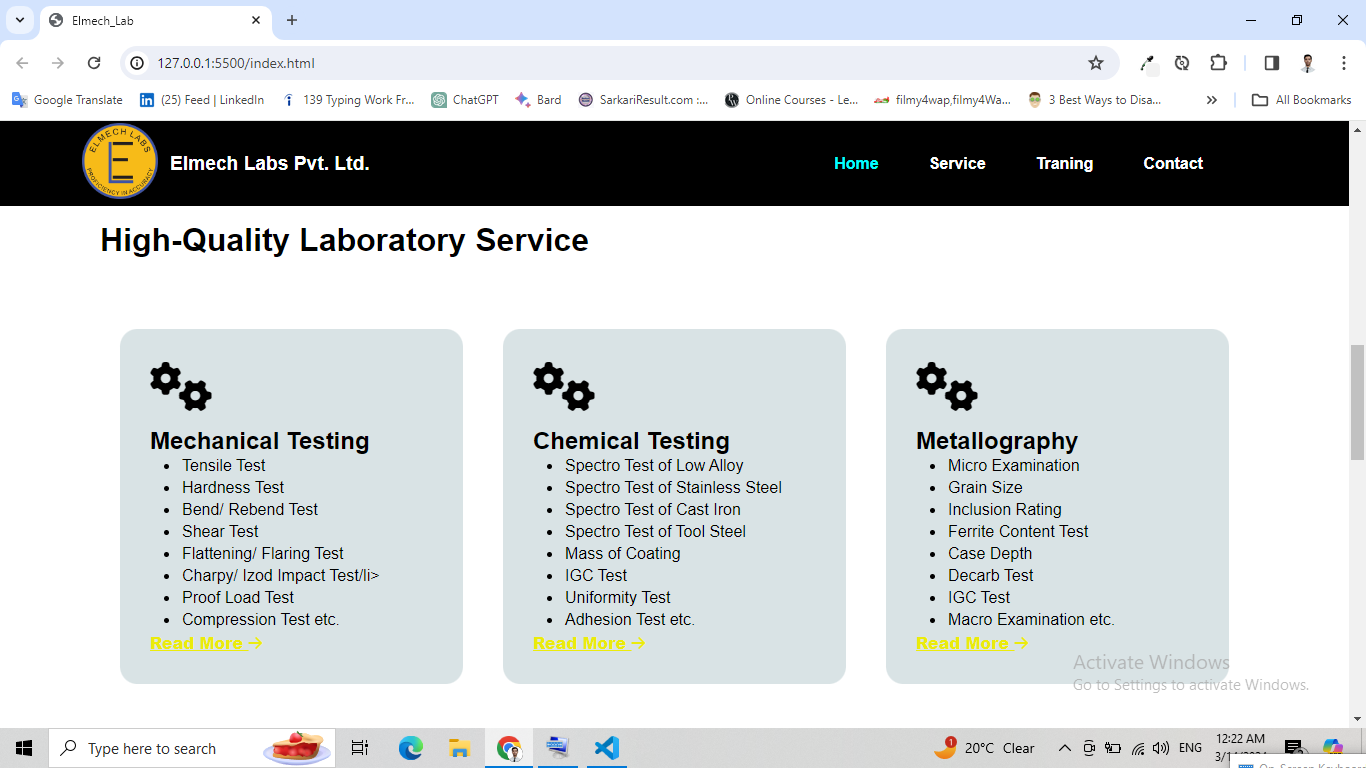 Elmech_Lab
127.0.0.1:5500/index.html
Google Translate
(25) Feed | LinkedIn
139 Typing Work Fr...
ChatGPT
Bard
SarkariResult.com :...
Online Courses - Le...
filmy4wap,filmy4Wa...
3 Best Ways to Disa...
All Bookmarks
ELMECH LABS
E
PROFICIENCY IN ACCURACY
Elmech Labs Pvt. Ltd.
Home
Service
Traning
Contact
High-Quality Laboratory Service
Mechanical Testing
• Tensile Test
• Hardness Test
• Bend/ Rebend Test
• Shear Test
• Flattening/ Flaring Test
• Charpy/ Izod Impact Test/li>
• Proof Load Test
• Compression Test etc.
Read More →
Chemical Testing
• Spectro Test of Low Alloy
• Spectro Test of Stainless Steel
• Spectro Test of Cast Iron
• Spectro Test of Tool Steel
• Mass of Coating
• IGC Test
• Uniformity Test
• Adhesion Test etc.
Read More →
Metallography
• Micro Examination
• Grain Size
• Inclusion Rating
• Ferrite Content Test
• Case Depth
• Decarb Test
• IGC Test
• Macro Examination etc.
Read More →
Activate Windows
Go to Settings to activate Windows.
Type here to search
1
20°C Clear
ENG
12:22 AM